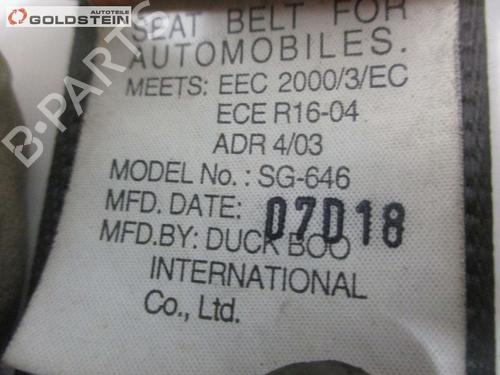 AUTOTEILE
GOLDSTEIN
SEAT BELT FOR
AUTOMOBILES.
MEETS: EEC 2000/3/EC
ECE R16-04
ADR 4/03
MODEL No.: SG-646
MFD. DATE: 07D18
MFD.BY: DUCK BOO
INTERNATIONAL
Co., Ltd.
B-PARTS